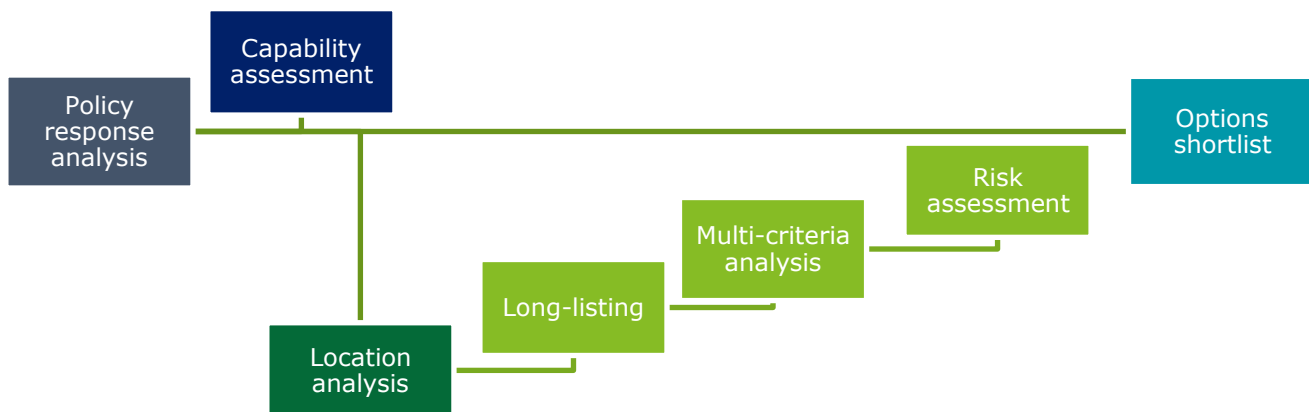 Capability
assessment
Policy
response
analysis
Options
shortlist
Risk
assessment
Multi-criteria
analysis
Long-listing
Location
analysis